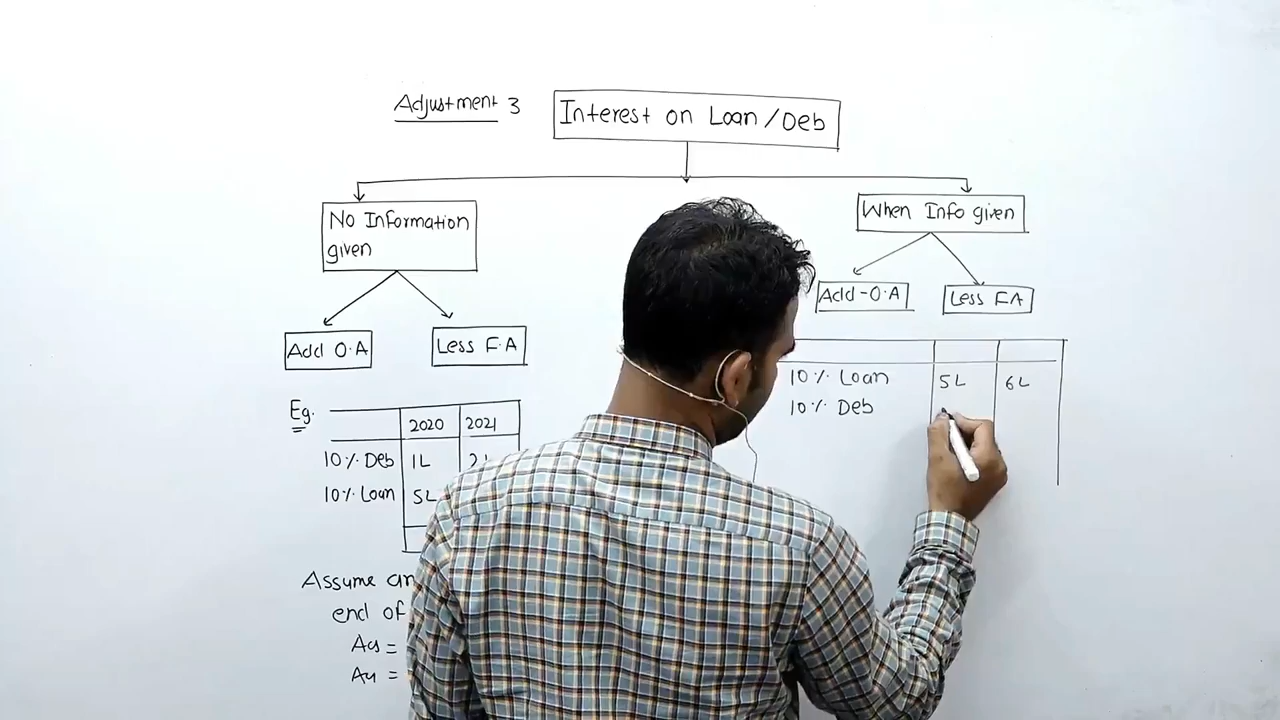 Adjustment 3
Interest on Loan/Deb
No Information
given
Add O.A
Less F.A
When Info given
Add - O.A
Less FA
Eg.
2020 2021
10% Deb 1L
10% Loan 5L
Assume
end of
10% Loan 5L 6L
10% Deb